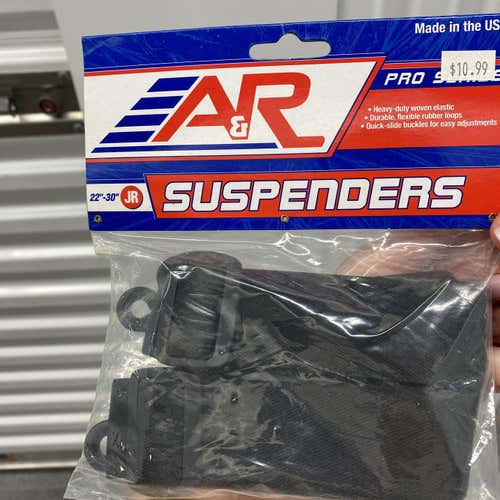 Made in the US
$10.99
A&R
PRO SERIES
• Heavy-duty woven elastic
• Durable, flexible rubber loops
• Quick-slide buckles for easy adjustments
22"-30" JR
SUSPENDERS